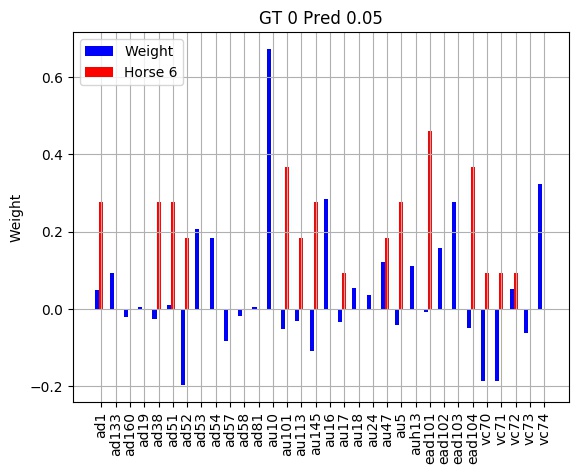 GT 0 Pred 0.05
Weight
Horse 6
Weight
0.6
0.4
0.2
0.0
−0.2
ad1
ad133
ad160
ad19
ad38
ad51
ad52
ad53
ad54
ad57
ad58
ead81
au10
au101
au113
au145
au16
au17
au18
au24
au47
au5
auh13
ead101
ead102
ead103
ead104
vc70
vc71
vc72
vc73
vc74